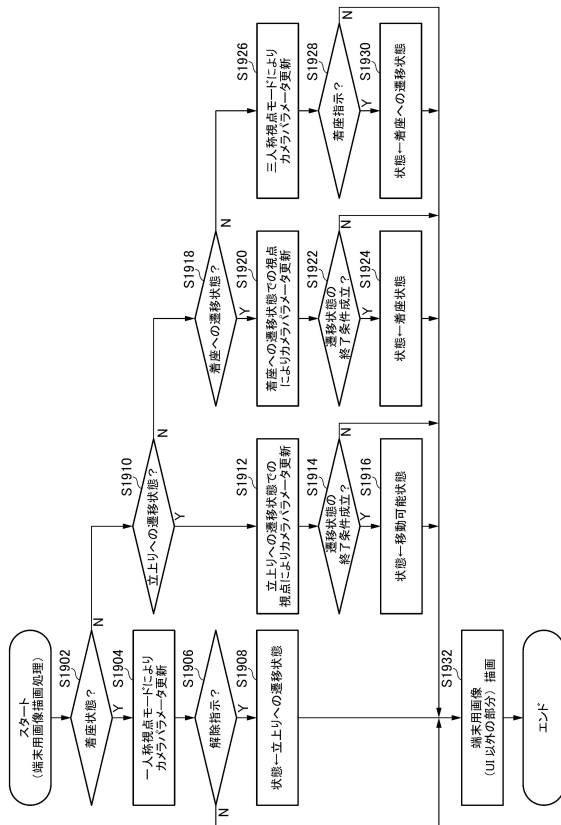 スタート
(端末用画像描画処理)
S1902
着座状態?
N
Y
S1904
一人称視点モードにより
カメラパラメータ更新
S1906
解除指示?
N
Y
S1908
状態←立上りへの遷移状態
S1910
立上りへの遷移状態?
N
Y
S1912
立上りへの遷移状態での
視点によりカメラパラメータ更新
S1914
遷移状態の
終了条件成立?
N
Y
S1916
状態←移動可能状態
S1918
着座への遷移状態?
N
Y
S1920
着座への遷移状態での視点
によりカメラパラメータ更新
S1922
遷移状態の
終了条件成立?
N
Y
S1924
状態←着座状態
S1926
三人称視点モードにより
カメラパラメータ更新
S1928
着座指示?
N
Y
S1930
状態←着座への遷移状態
S1932
端末用画像
(UI以外の部分)描画
エンド